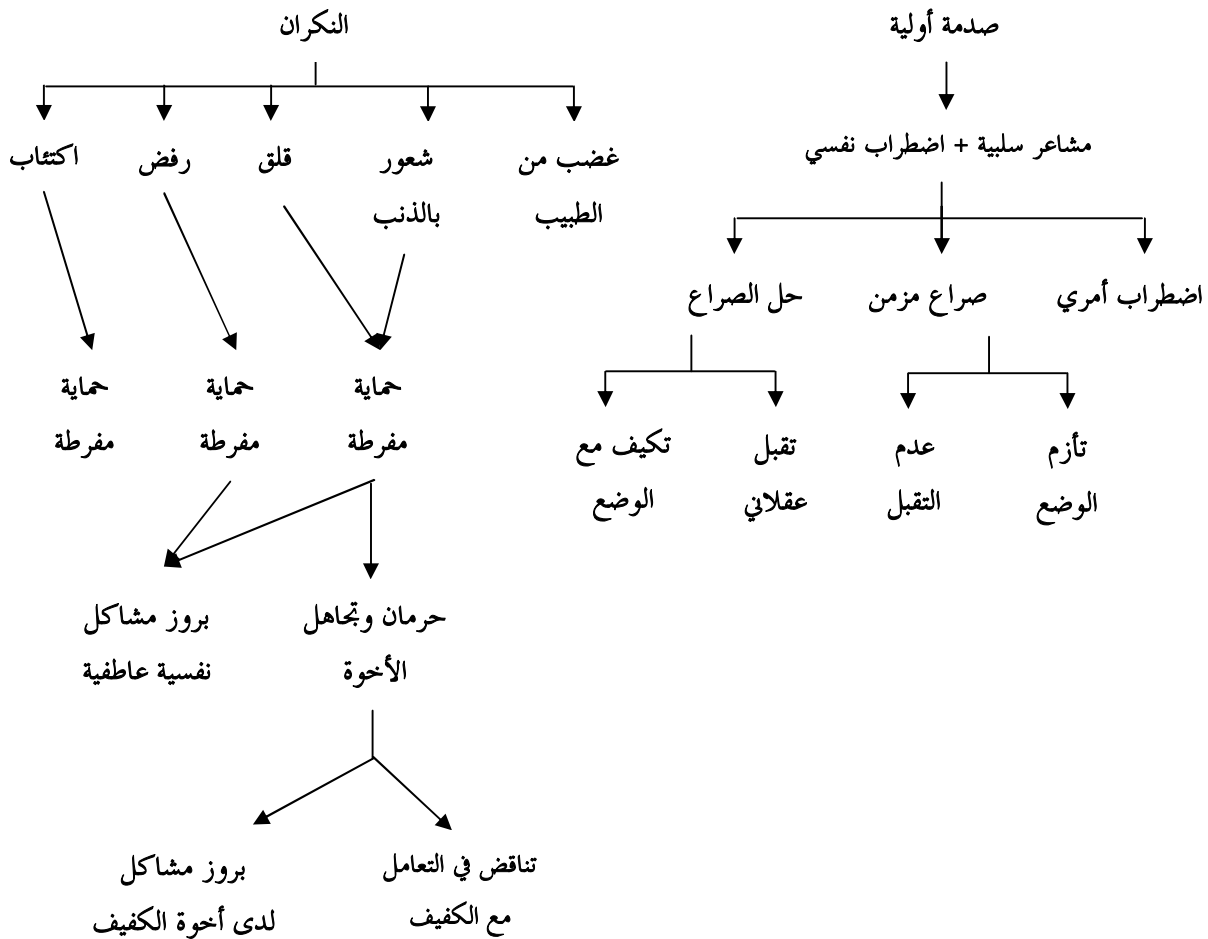 صدمة أولية
مشاعر سلبية + اضطراب نفسي
اضطراب أمري
صراع مزمن
حل الصراع
تأزم
الوضع
عدم
التقبل
تقبل
عقلاني
تكيف مع
الوضع
النكران
غضب من
الطبيب
شعور
بالذنب
قلق
رفض
اكتئاب
حماية
مفرطة
حماية
مفرطة
حماية
مفرطة
حرمان وتجاهل
الأخوة
بروز مشاكل
نفسية عاطفية
تناقض في التعامل
مع الكفيف
بروز مشاكل
لدى أخوة الكفيف